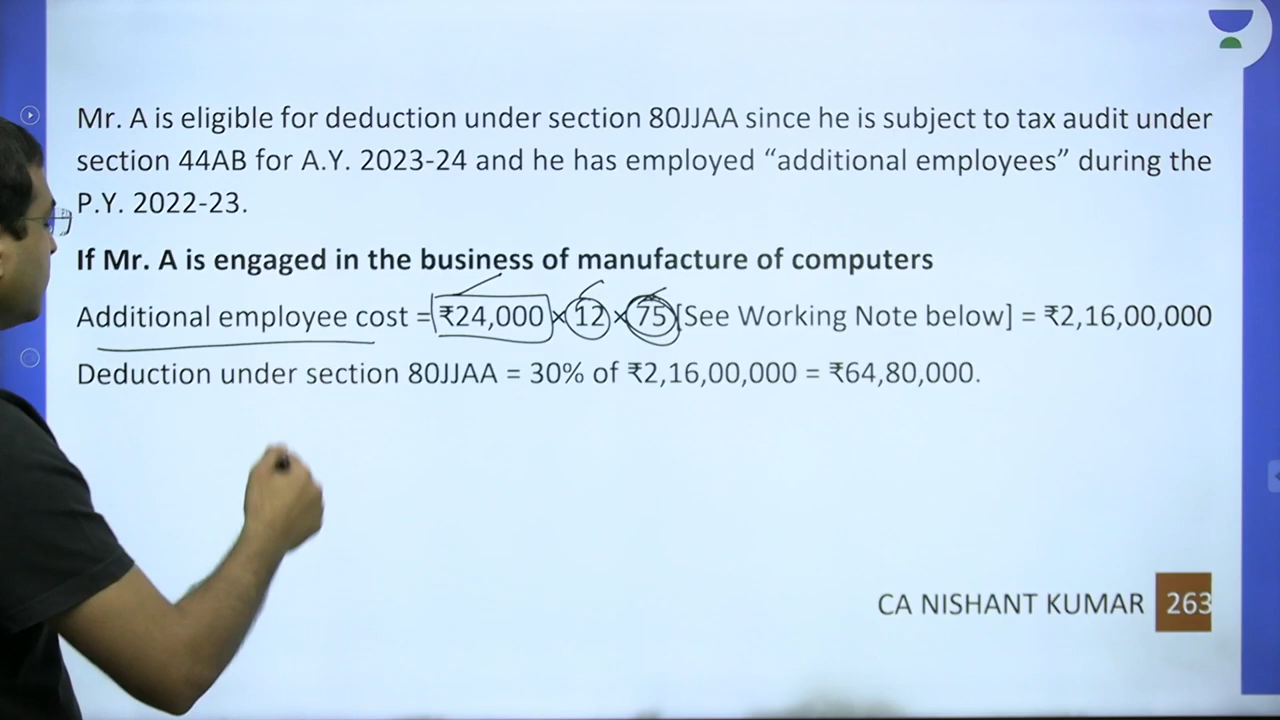 Mr. A is eligible for deduction under section 80JJAA since he is subject to tax audit under
section 44AB for A.Y. 2023-24 and he has employed “additional employees” during the
P.Y. 2022-23.
If Mr. A is engaged in the business of manufacture of computers
Additional employee cost = ₹24,000 × 12 × 75 [See Working Note below] = ₹2,16,00,000
Deduction under section 80JJAA = 30% of ₹2,16,00,000 = ₹64,80,000.
CA NISHANT KUMAR 263